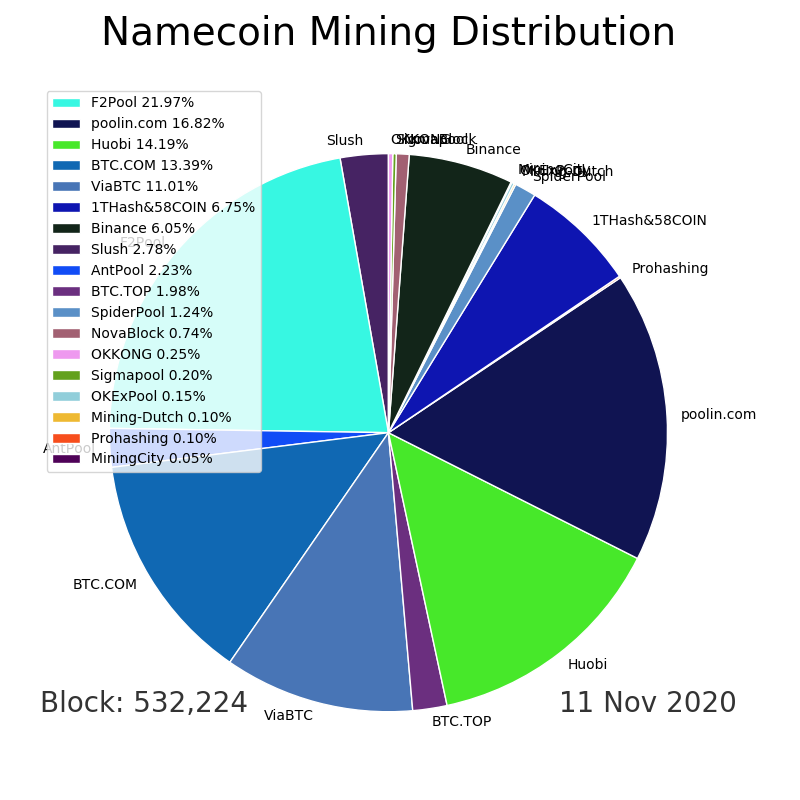 Namecoin Mining Distribution
F2Pool 21.97%
poolin.com 16.82%
Huobi 14.19%
BTC.COM 13.39%
ViaBTC 11.01%
1THash&58COIN 6.75%
Binance 6.05%
Slush 2.78%
AntPool 2.23%
BTC.TOP 1.98%
SpiderPool 1.24%
NovaBlock 0.74%
OKKONG 0.25%
Sigmapool 0.20%
OKExPool 0.15%
Mining-Dutch 0.10%
Prohashing 0.10%
MiningCity 0.05%
Slush
Binance
SpiderPool
1THash&58COIN
Prohashing
poolin.com
Huobi
BTC.TOP
ViaBTC
BTC.COM
AntPool
F2Pool
Block: 532,224
11 Nov 2020